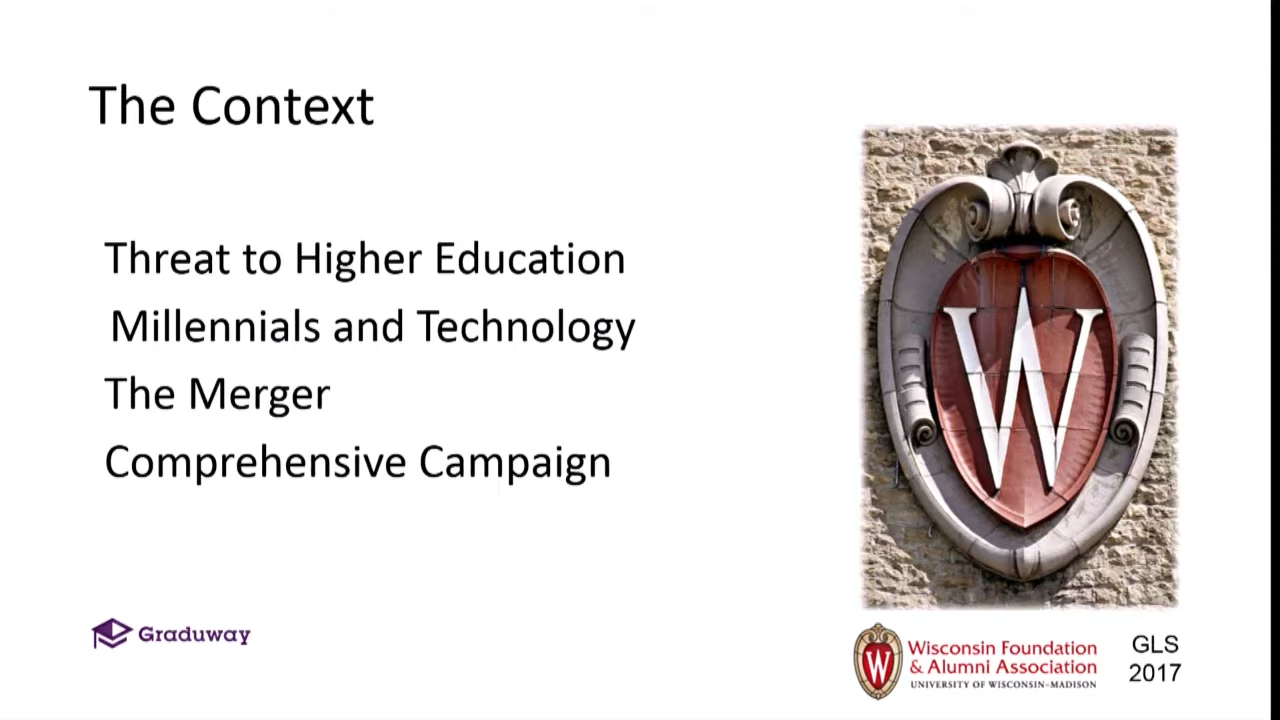 The Context
Threat to Higher Education
Millennials and Technology
The Merger
Comprehensive Campaign
W
Graduway
W
Wisconsin Foundation
& Alumni Association
UNIVERSITY OF WISCONSIN–MADISON
GLS
2017